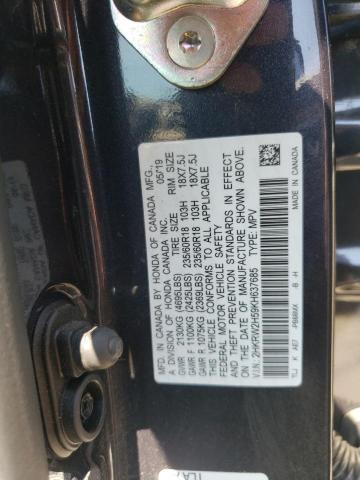 MFD. IN CANADA BY HONDA OF CANADA MFG., 05/19
A DIVISION OF HONDA CANADA INC.
GVWR 2130KG (4695LBS) TIRE SIZE RIM SIZE
GAWR F 1100KG (2425LBS) 235/60R18 103H 18X7.5J
GAWR R 1075KG (2369LBS) 235/60R18 103H 18X7.5J
THIS VEHICLE CONFORMS TO ALL APPLICABLE
FEDERAL MOTOR VEHICLE SAFETY
AND THEFT PREVENTION STANDARDS IN EFFECT
ON THE DATE OF MANUFACTURE SHOWN ABOVE.
V.I.N.: 2HKRW2H59KH637685 TYPE: MPV
TLJ K AE7 -B -H MADE IN CANADA